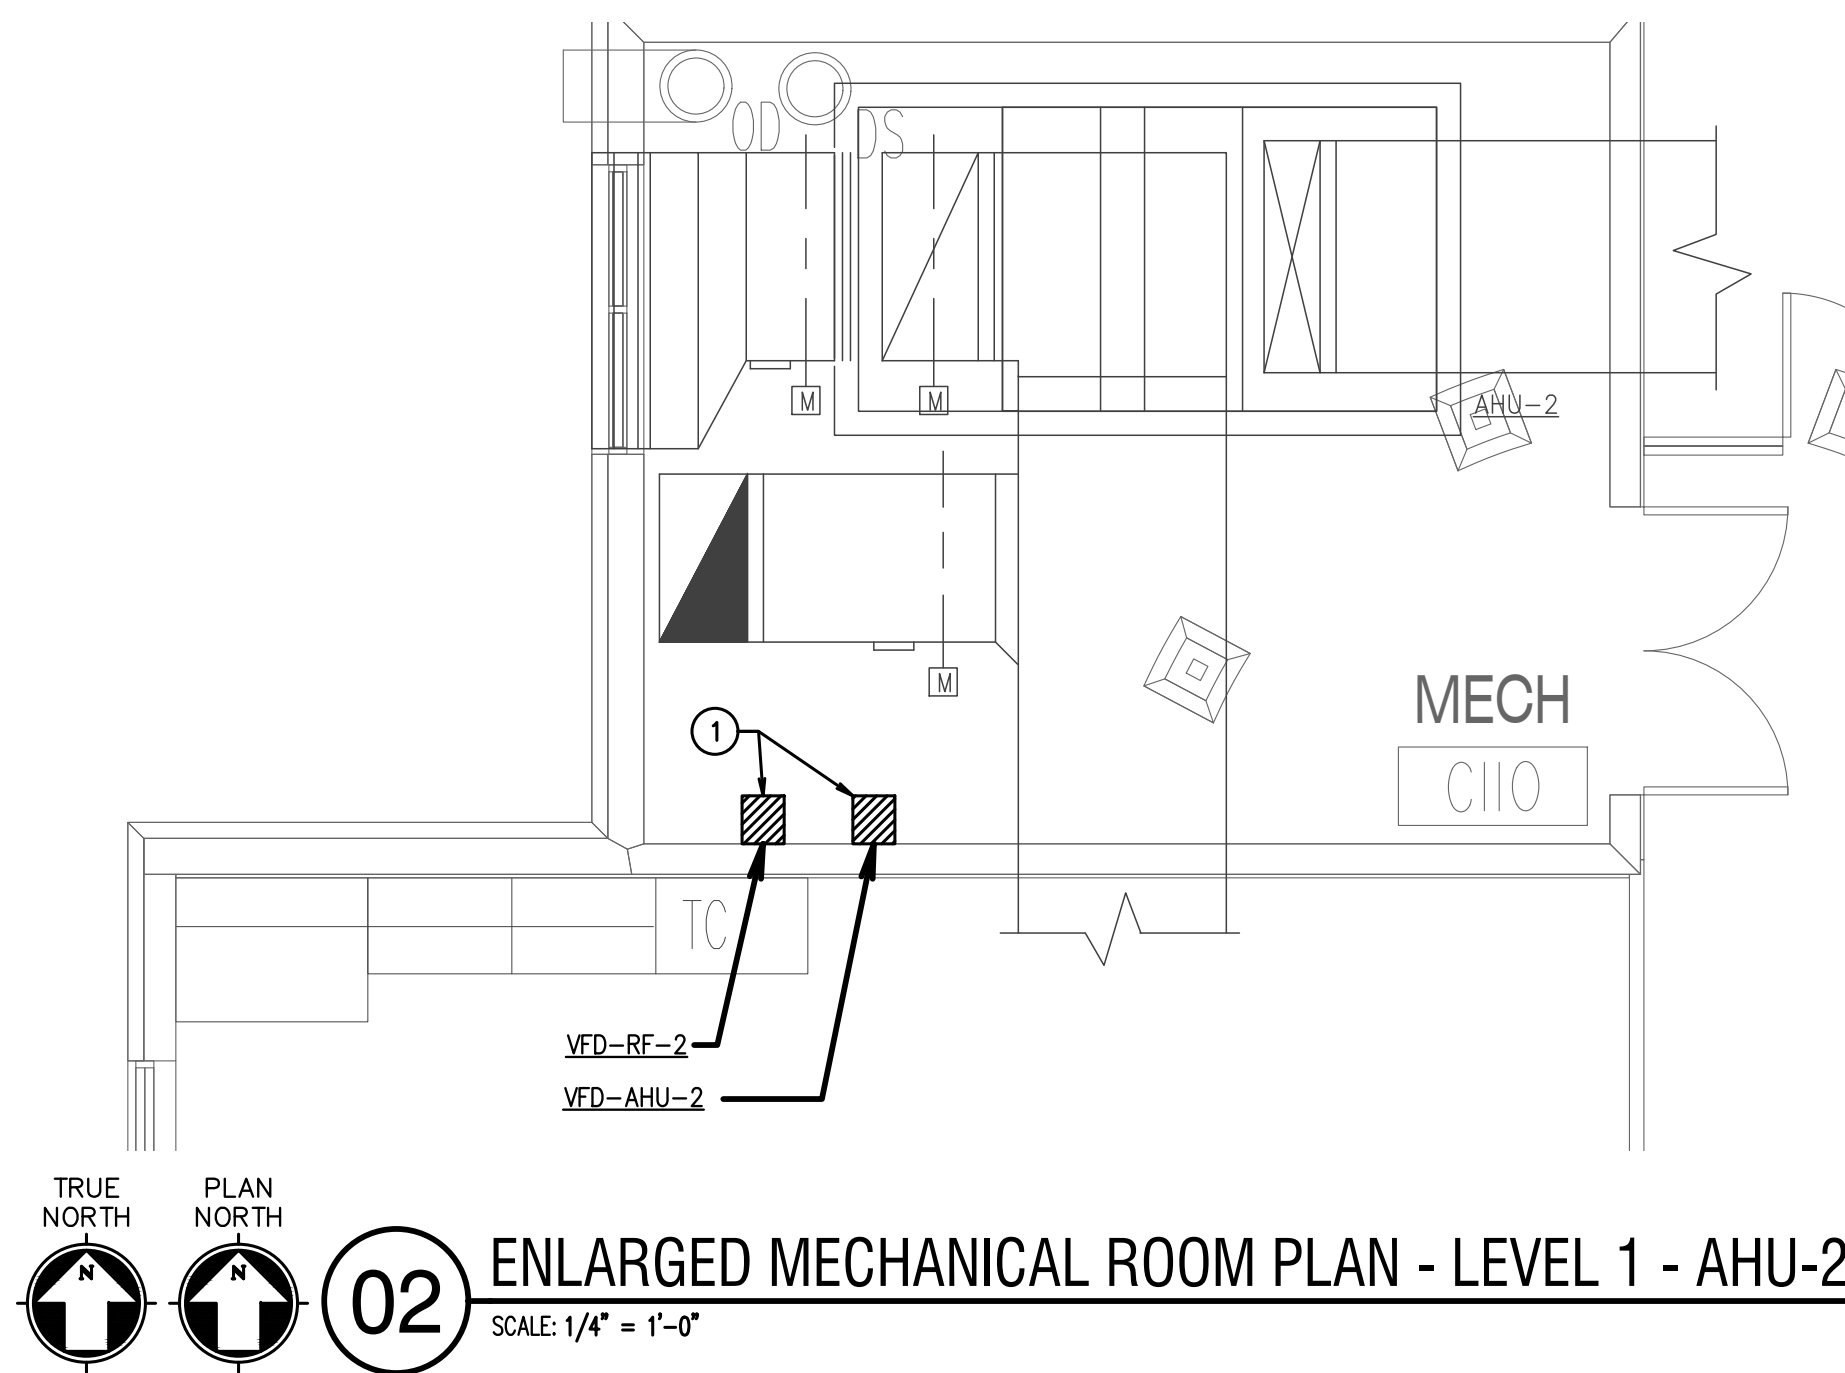 OD DS
M M
AHU-2
M
1
MECH
C110
TC
VFD-RF-2
VFD-AHU-2
TRUE NORTH
PLAN NORTH
N N
02
ENLARGED MECHANICAL ROOM PLAN - LEVEL 1 - AHU-2
SCALE: 1/4" = 1'-0"